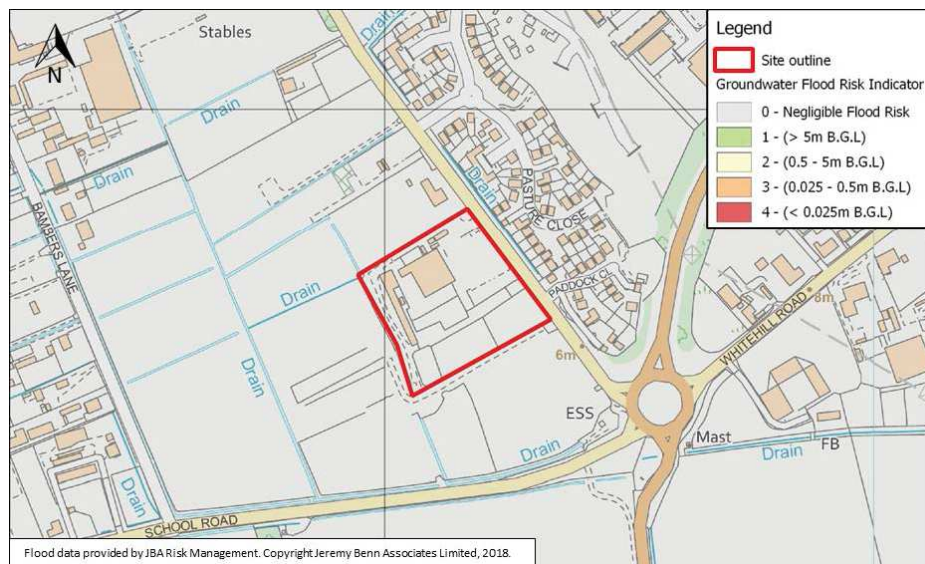 Stables
N
Drain
Drain
Drain
BAMBERS LANE
Drain
PASTURE CLOSE
Drain
PADDOCK CL
WHITEHILL ROAD
8m
6m
ESS
Mast
FB
Drain
Drain
Drain
Drain
SCHOOL ROAD
Legend
Site outline
Groundwater Flood Risk Indicator
0 - Negligible Flood Risk
1 - (> 5m B.G.L)
2 - (0.5 - 5m B.G.L)
3 - (0.025 - 0.5m B.G.L)
4 - (< 0.025m B.G.L)
Flood data provided by JBA Risk Management. Copyright Jeremy Benn Associates Limited, 2018.